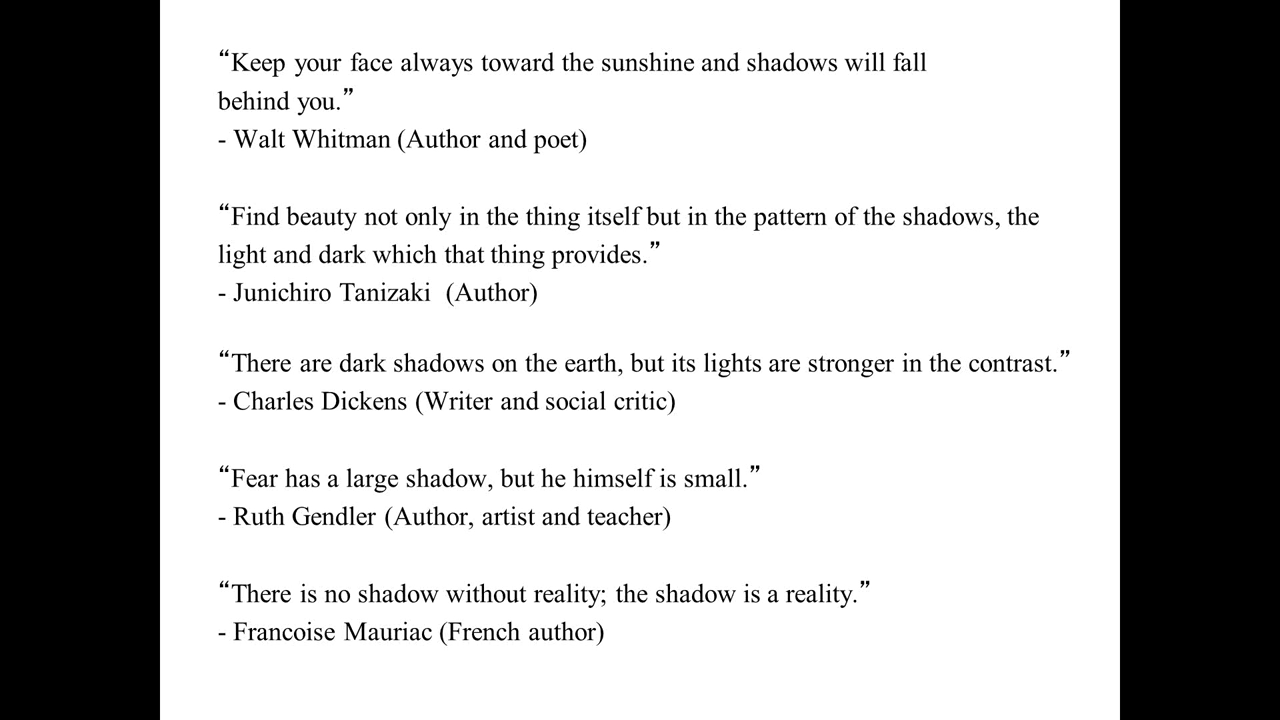 “Keep your face always toward the sunshine and shadows will fall
behind you.”
- Walt Whitman (Author and poet)
“Find beauty not only in the thing itself but in the pattern of the shadows, the
light and dark which that thing provides.”
- Junichiro Tanizaki  (Author)
“There are dark shadows on the earth, but its lights are stronger in the contrast.”
- Charles Dickens (Writer and social critic)
“Fear has a large shadow, but he himself is small.”
- Ruth Gendler (Author, artist and teacher)
“There is no shadow without reality; the shadow is a reality.”
- Francoise Mauriac (French author)